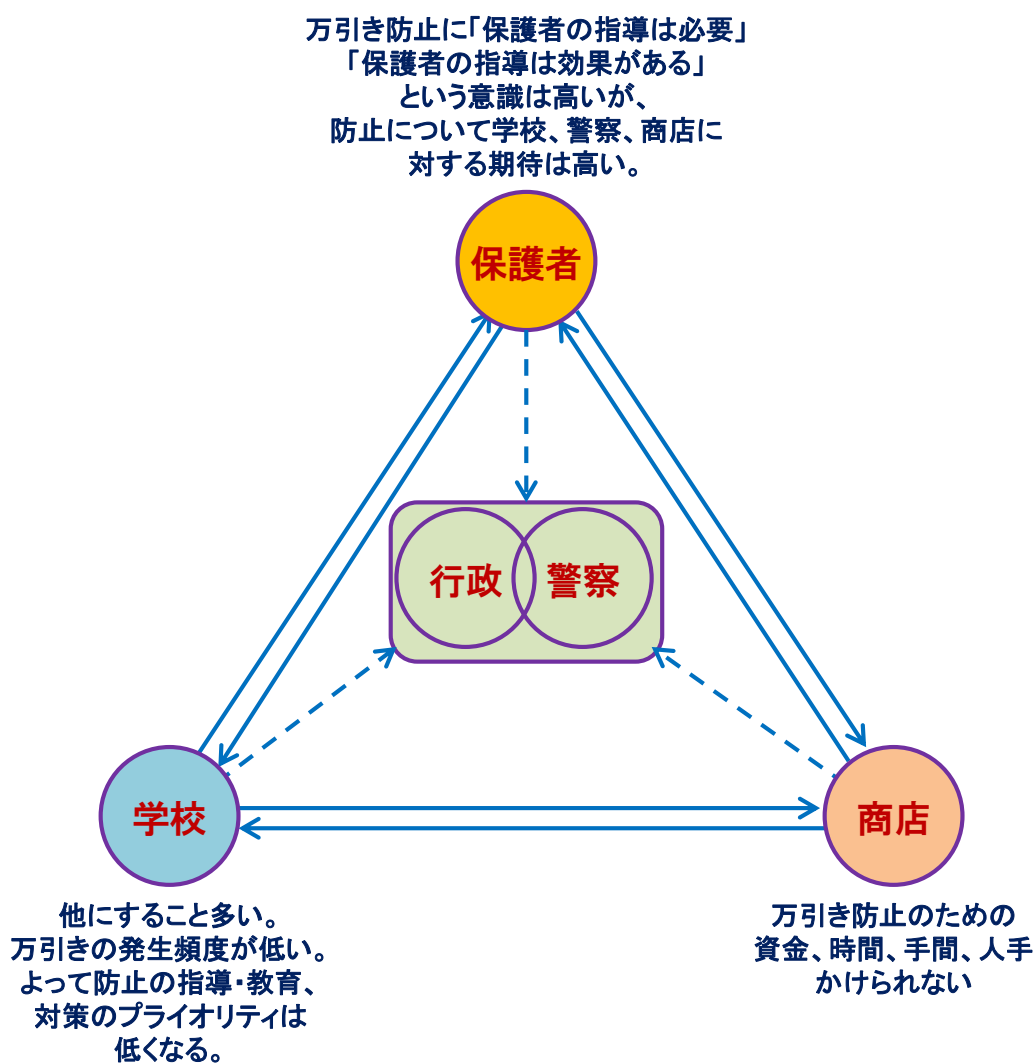 万引き防止に「保護者の指導は必要」
「保護者の指導は効果がある」
という意識は高いが、
防止について学校、警察、商店に
対する期待は高い。
保護者
行政
警察
学校
商店
他にすること多い。
万引きの発生頻度が低い。
よって防止の指導・教育、
対策のプライオリティは
低くなる。
万引き防止のための
資金、時間、手間、人手
かけられない